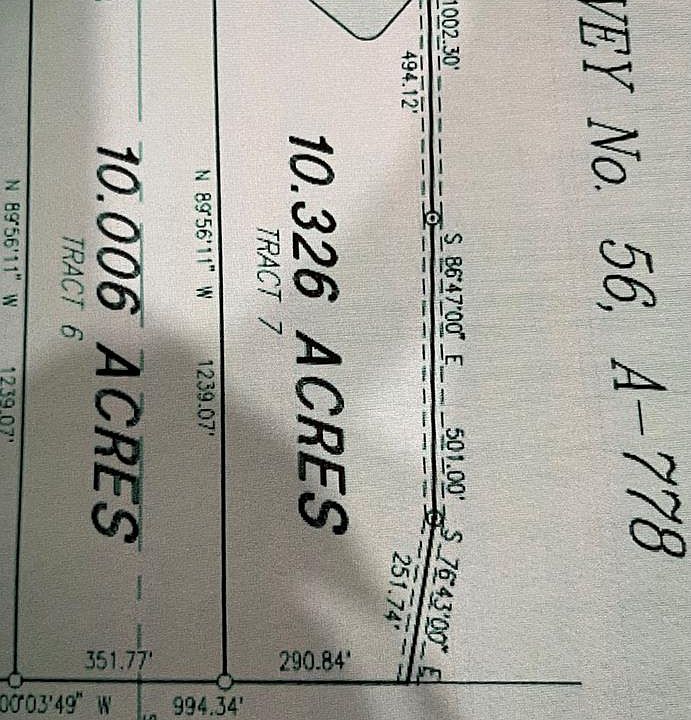 VEY No. 56, A-778
1002.30'
S 86°47'00" E 501.00'
S 76°43'00" E
494.12'
251.74'
10.326 ACRES
TRACT 7
290.84'
N 89°56'11" W 1239.07'
10.006 ACRES
TRACT 6
351.77'
N 89°56'11" W 1239.07'
00°03'49" W 994.34'